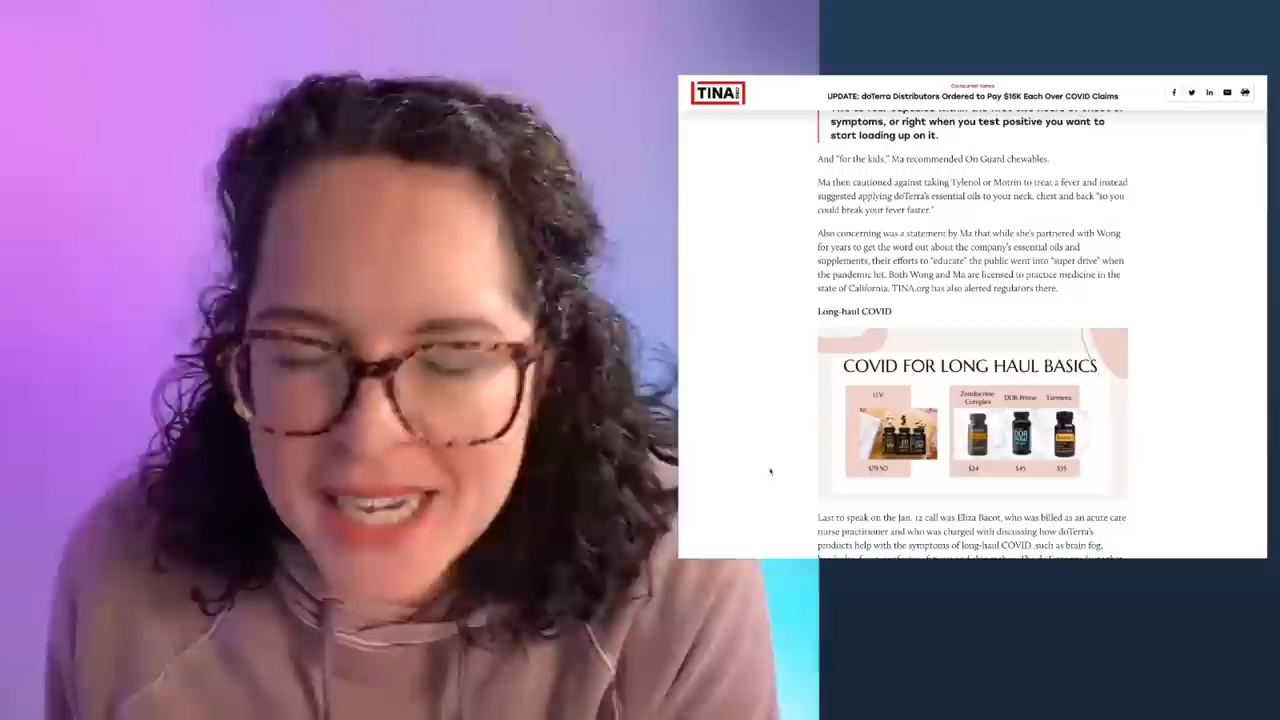 TINA
.ORG
Consumer News
UPDATE: doTerra Distributors Ordered to Pay $15K Each Over COVID Claims
symptoms, or right when you test positive you want to
start loading up on it.
And "for the kids," Ma recommended On Guard chewables.
Ma then cautioned against taking Tylenol or Motrin to treat a fever and instead
suggested applying doTerra's essential oils to your neck, chest and back "so you
could break your fever faster."
Also concerning was a statement by Ma that while she's partnered with Wong
for years to get the word out about the company's essential oils and
supplements, their efforts to "educate" the public went into "super drive" when
the pandemic hit. Both Wong and Ma are licensed to practice medicine in the
state of California. TINA.org has also alerted regulators there.
Long-haul COVID
COVID FOR LONG HAUL BASICS
LLV
Zendocrine
Complex
DDR Prime
Turmeric
$79.50
$24
$45
$35
Last to speak on the Jan. 12 call was Eliza Bacot, who was billed as an acute care
nurse practitioner and who was charged with discussing how doTerra's
products help with the symptoms of long-haul COVID, such as brain fog,